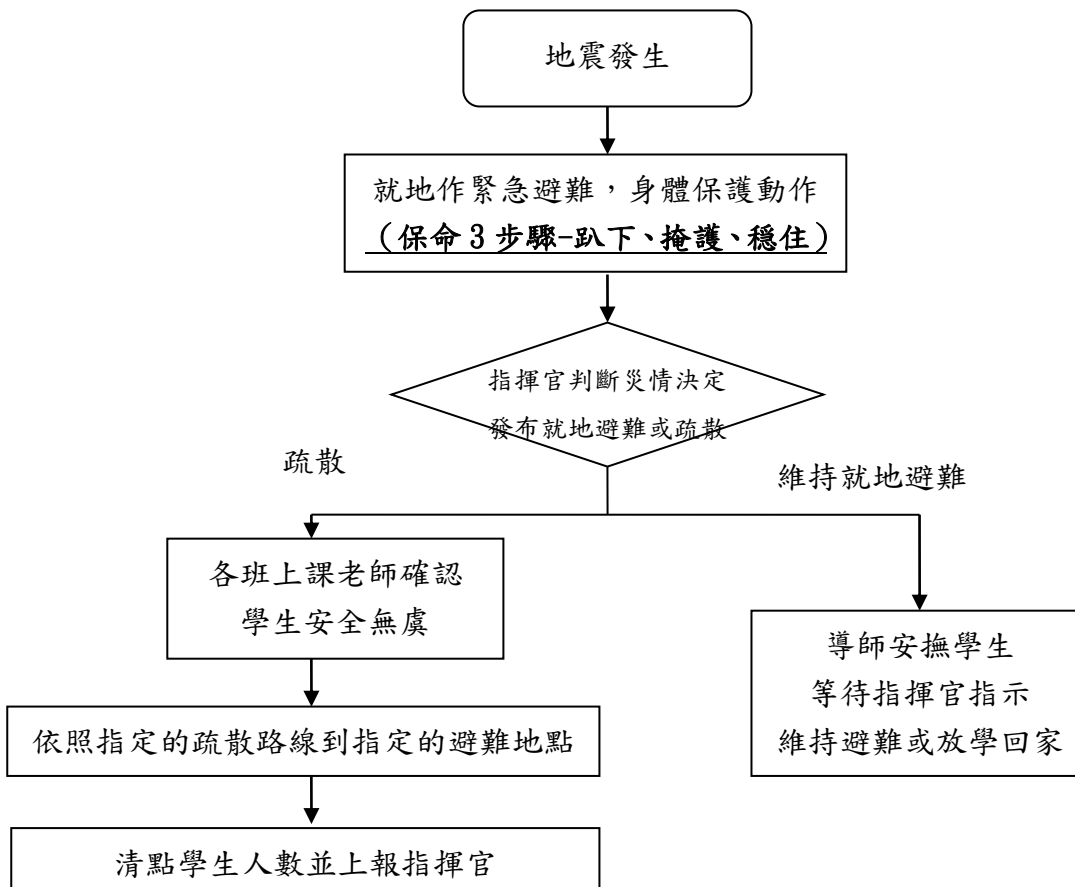 地震發生
就地作緊急避難，身體保護動作
（保命 3 步驟-趴下、掩護、穩住）
指揮官判斷災情決定
發布就地避難或疏散
疏散
維持就地避難
各班上課老師確認
學生安全無虞
依照指定的疏散路線到指定的避難地點
清點學生人數並上報指揮官
導師安撫學生
等待指揮官指示
維持避難或放學回家